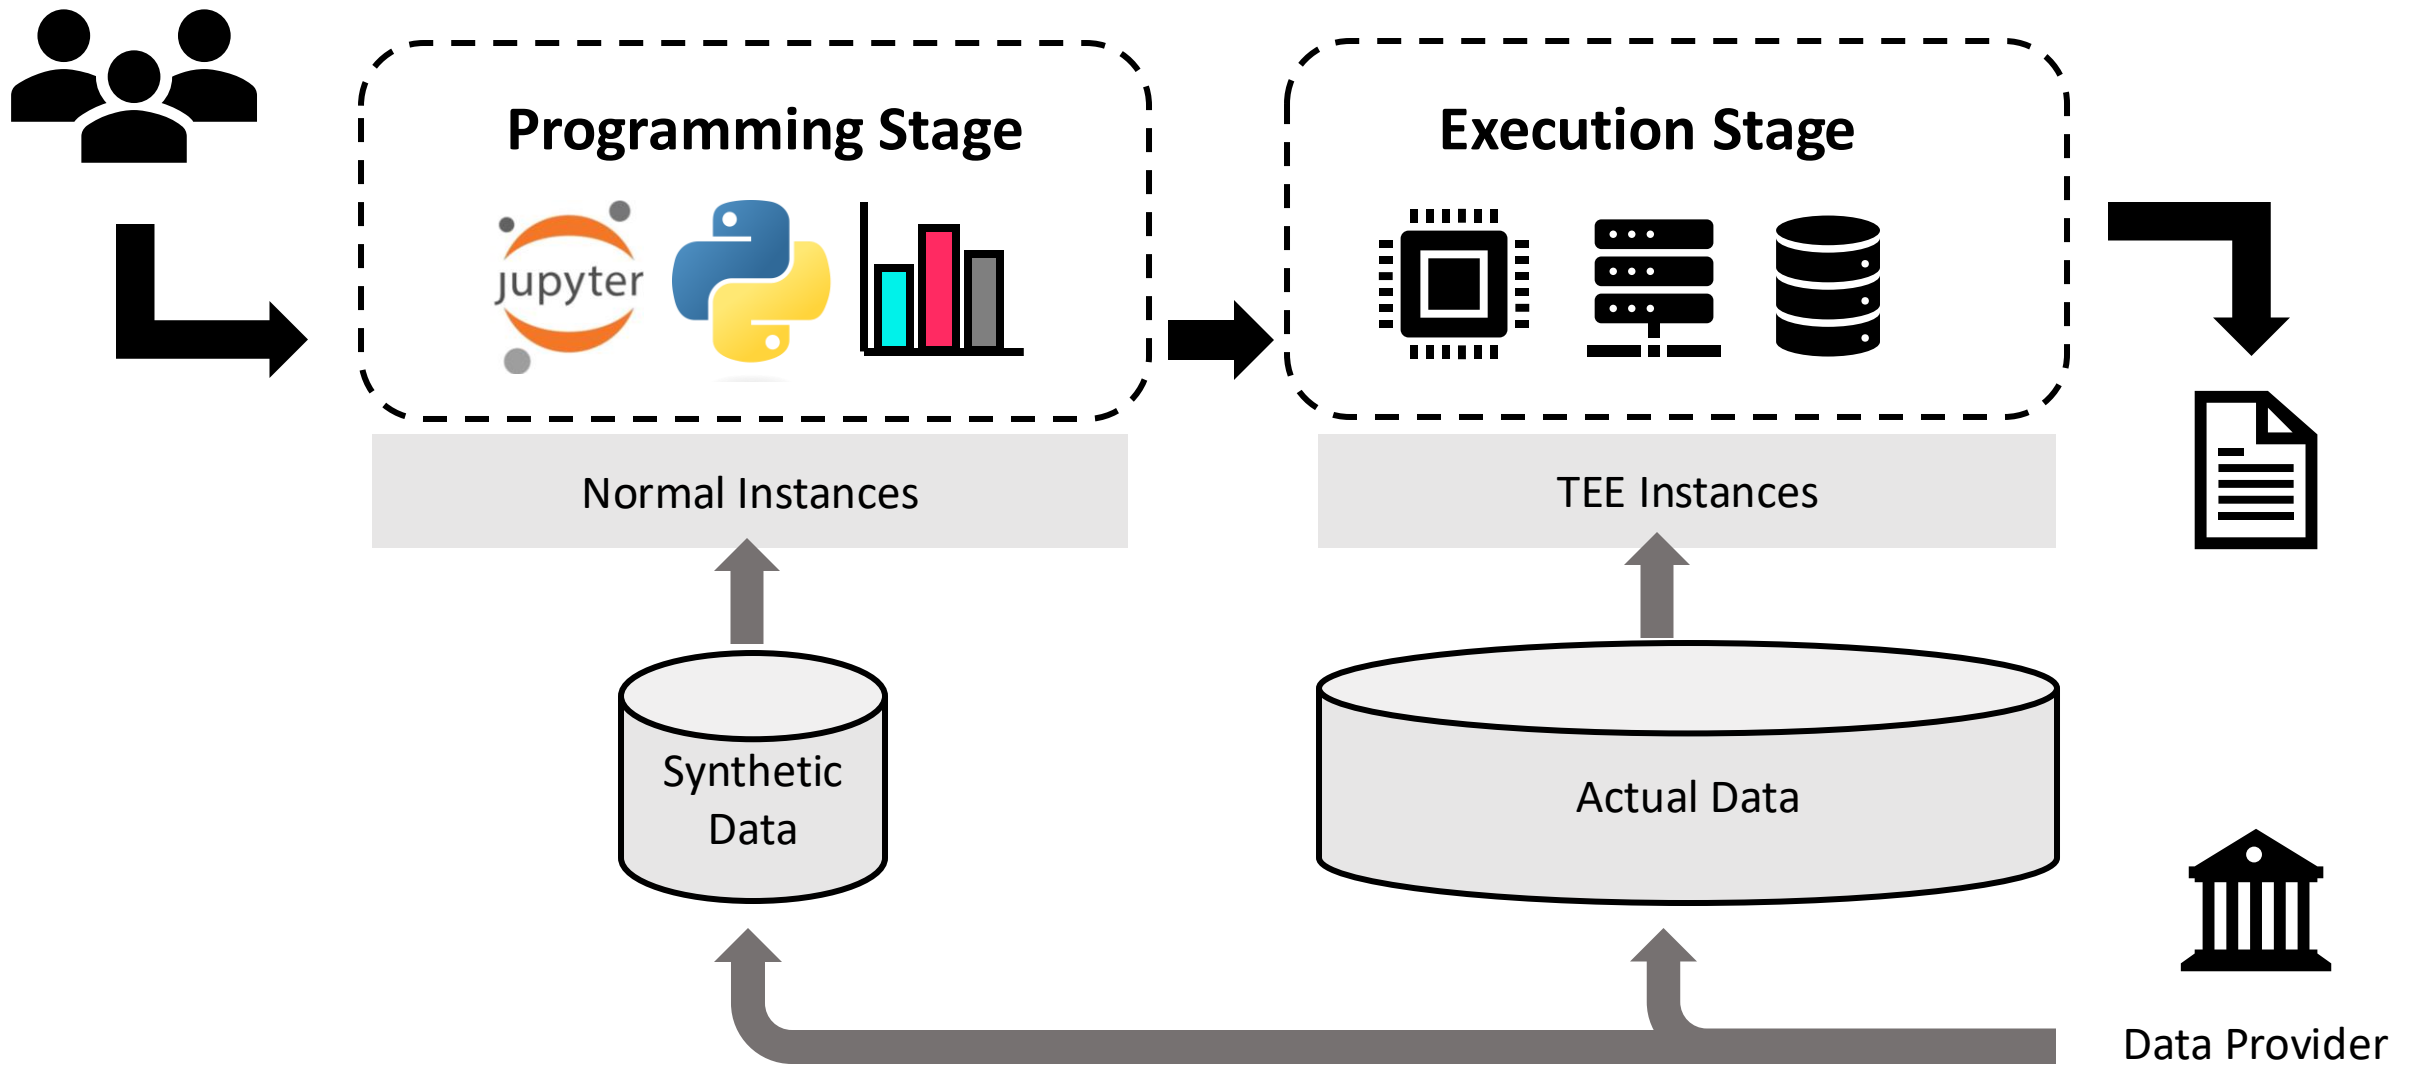 Programming Stage
Execution Stage
jupyter
Normal Instances
TEE Instances
Synthetic
Data
Actual Data
Data Provider